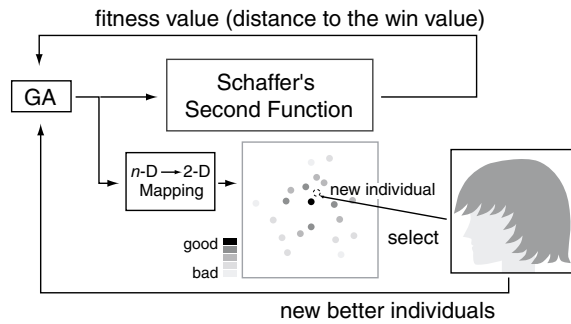 fitness value (distance to the win value)
GA
Schaffer's
Second Function
n-D → 2-D
Mapping
new individual
select
good
bad
new better individuals